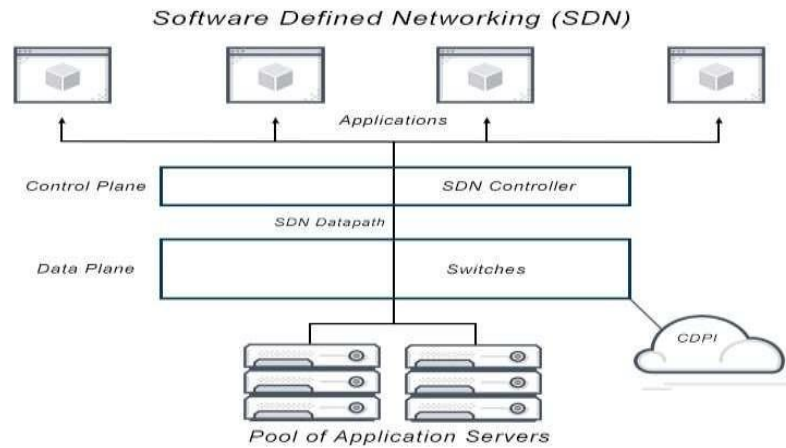 Software Defined Networking (SDN)
Applications
Control Plane
SDN Controller
SDN Datapath
Data Plane
Switches
CDPI
Pool of Application Servers